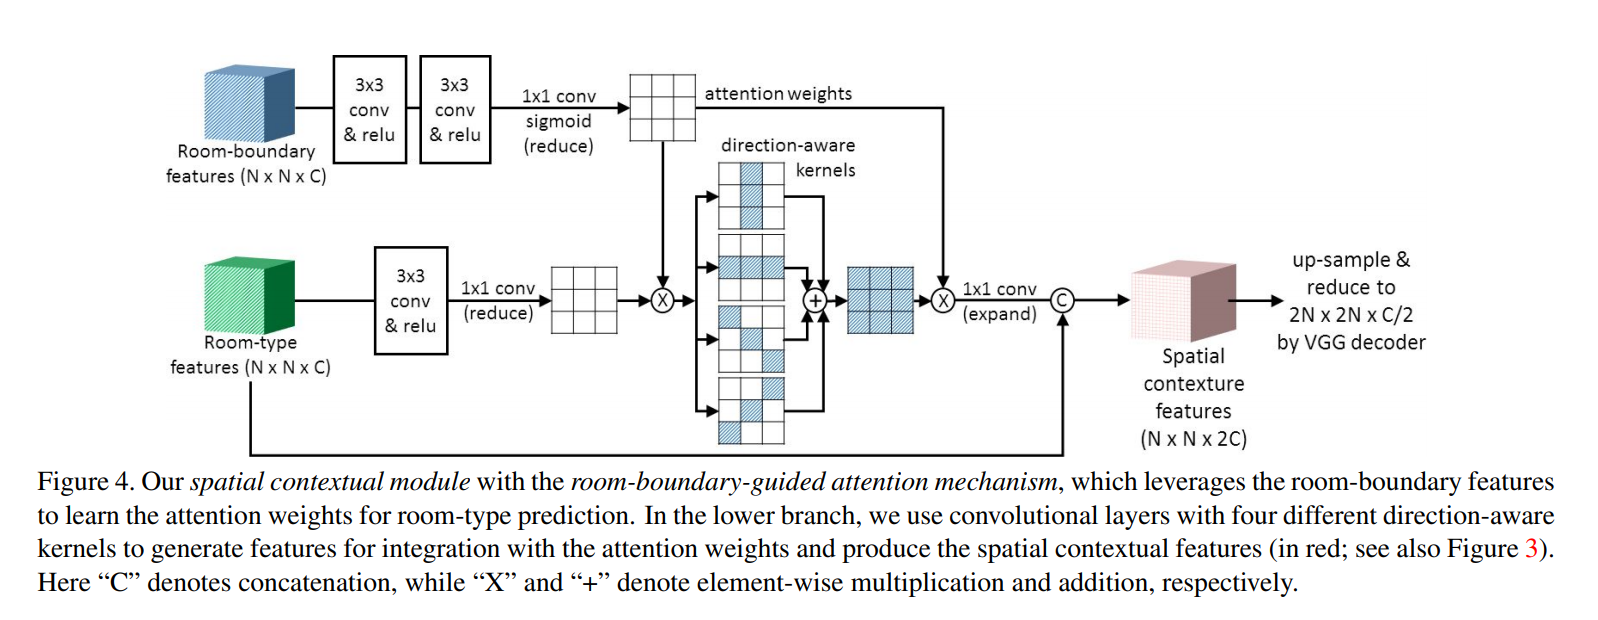 3x3
conv
& relu
3x3
conv
& relu
1x1 conv
sigmoid
(reduce)
attention weights
Room-boundary
features (N x N x C)
direction-aware
kernels
3x3
conv
& relu
1x1 conv
(reduce)
X
+
X
1x1 conv
(expand)
C
Room-type
features (N x N x C)
Spatial
contexture
features
(N x N x 2C)
up-sample &
reduce to
2N x 2N x C/2
by VGG decoder
Figure 4. Our spatial contextual module with the room-boundary-guided attention mechanism, which leverages the room-boundary features
to learn the attention weights for room-type prediction. In the lower branch, we use convolutional layers with four different direction-aware
kernels to generate features for integration with the attention weights and produce the spatial contextual features (in red; see also Figure 3).
Here “C” denotes concatenation, while “X” and “+” denote element-wise multiplication and addition, respectively.